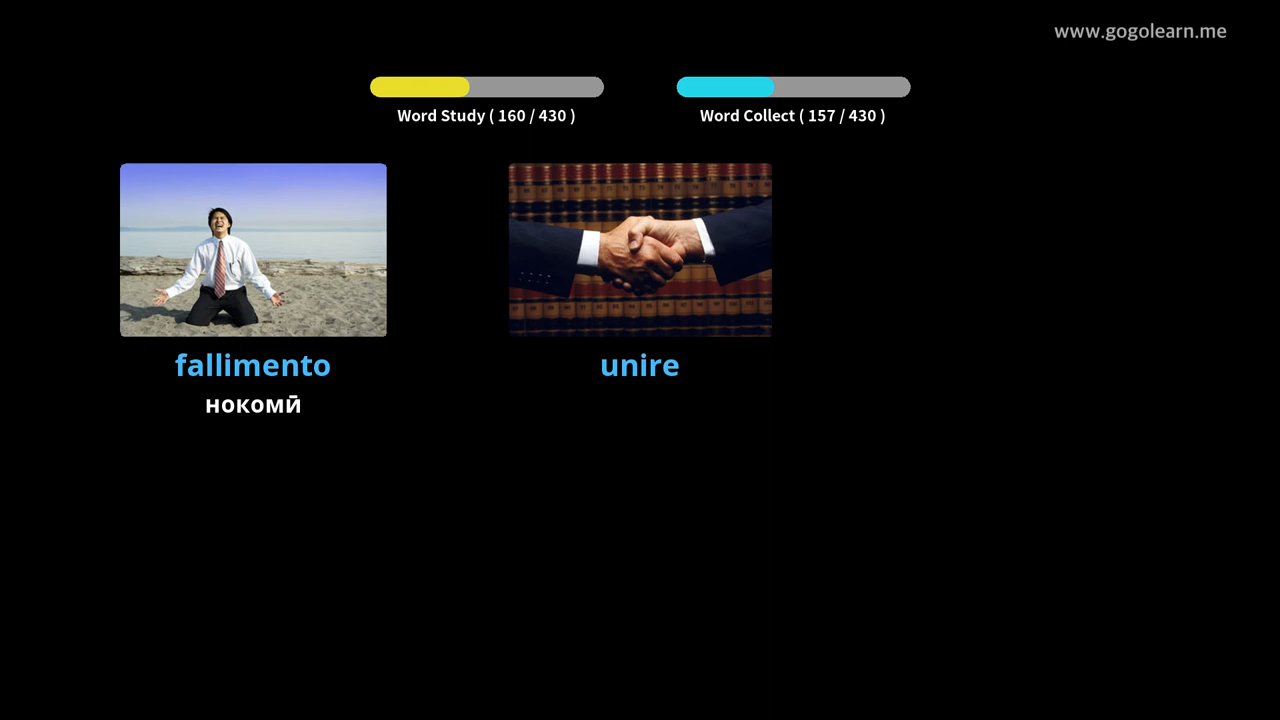 www.gogolearn.me
Word Study ( 160 / 430 )
Word Collect ( 157 / 430 )
fallimento
unire
нокомӣ